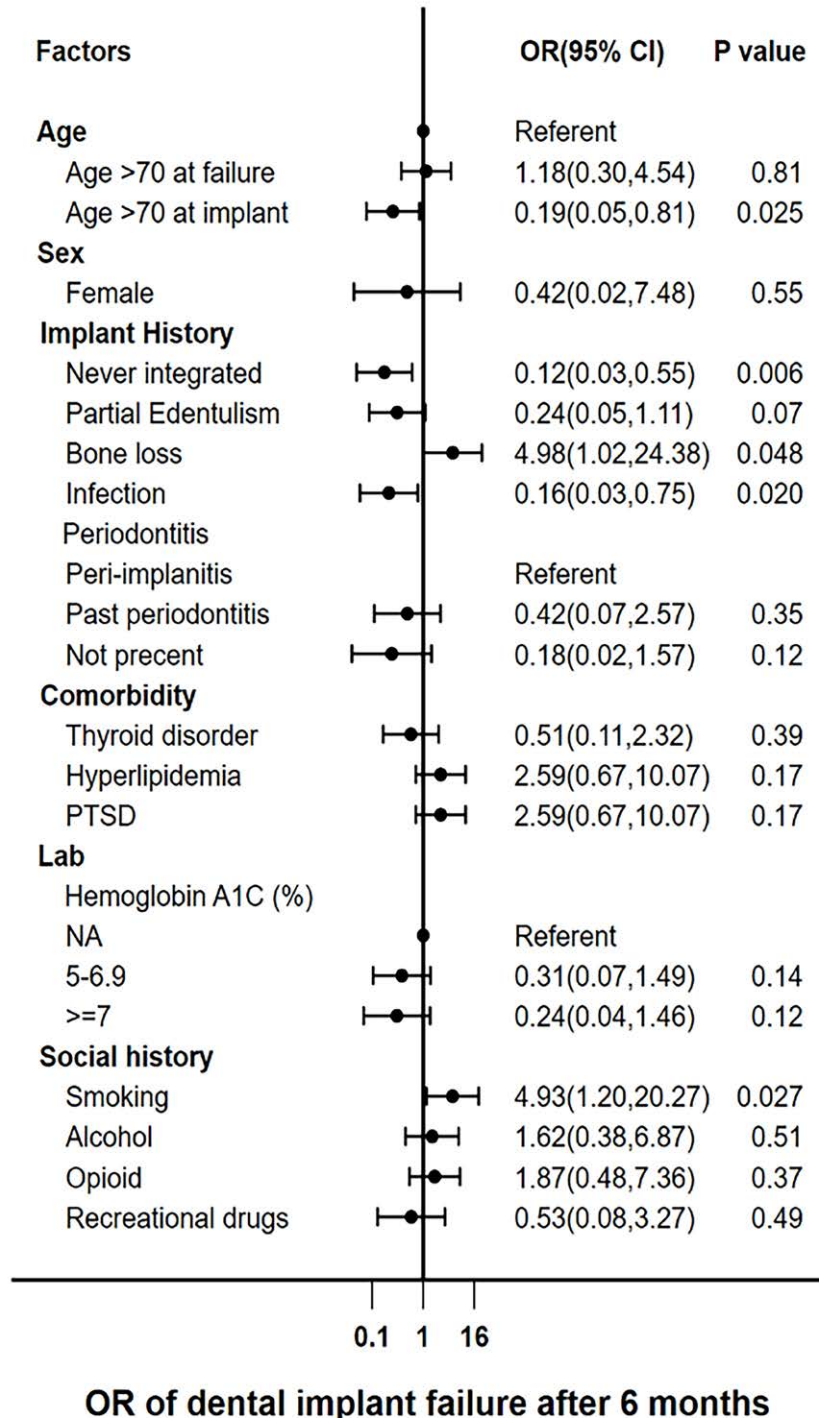 Factors OR(95% CI) P value
Age Referent
Age >70 at failure 1.18(0.30,4.54) 0.81
Age >70 at implant 0.19(0.05,0.81) 0.025
Sex
Female 0.42(0.02,7.48) 0.55
Implant History
Never integrated 0.12(0.03,0.55) 0.006
Partial Edentulism 0.24(0.05,1.11) 0.07
Bone loss 4.98(1.02,24.38) 0.048
Infection 0.16(0.03,0.75) 0.020
Periodontitis
Peri-implanitis Referent
Past periodontitis 0.42(0.07,2.57) 0.35
Not precent 0.18(0.02,1.57) 0.12
Comorbidity
Thyroid disorder 0.51(0.11,2.32) 0.39
Hyperlipidemia 2.59(0.67,10.07) 0.17
PTSD 2.59(0.67,10.07) 0.17
Lab
Hemoglobin A1C (%)
NA Referent
5-6.9 0.31(0.07,1.49) 0.14
>=7 0.24(0.04,1.46) 0.12
Social history
Smoking 4.93(1.20,20.27) 0.027
Alcohol 1.62(0.38,6.87) 0.51
Opioid 1.87(0.48,7.36) 0.37
Recreational drugs 0.53(0.08,3.27) 0.49
0.1 1 16
OR of dental implant failure after 6 months